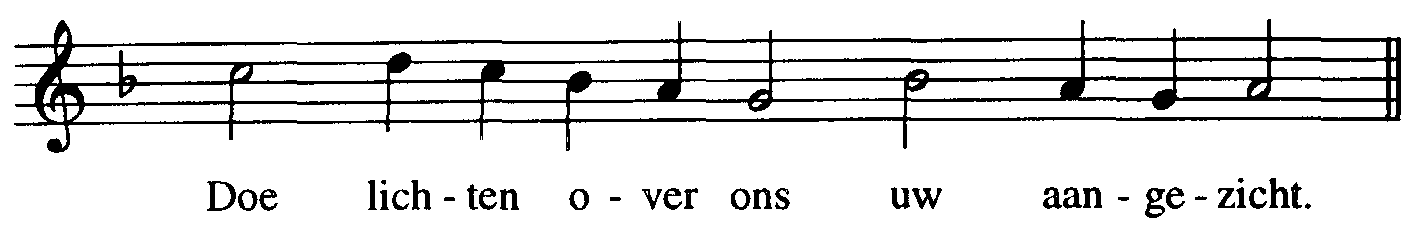 Doe lich - ten o - ver ons uw aan - ge - zicht.